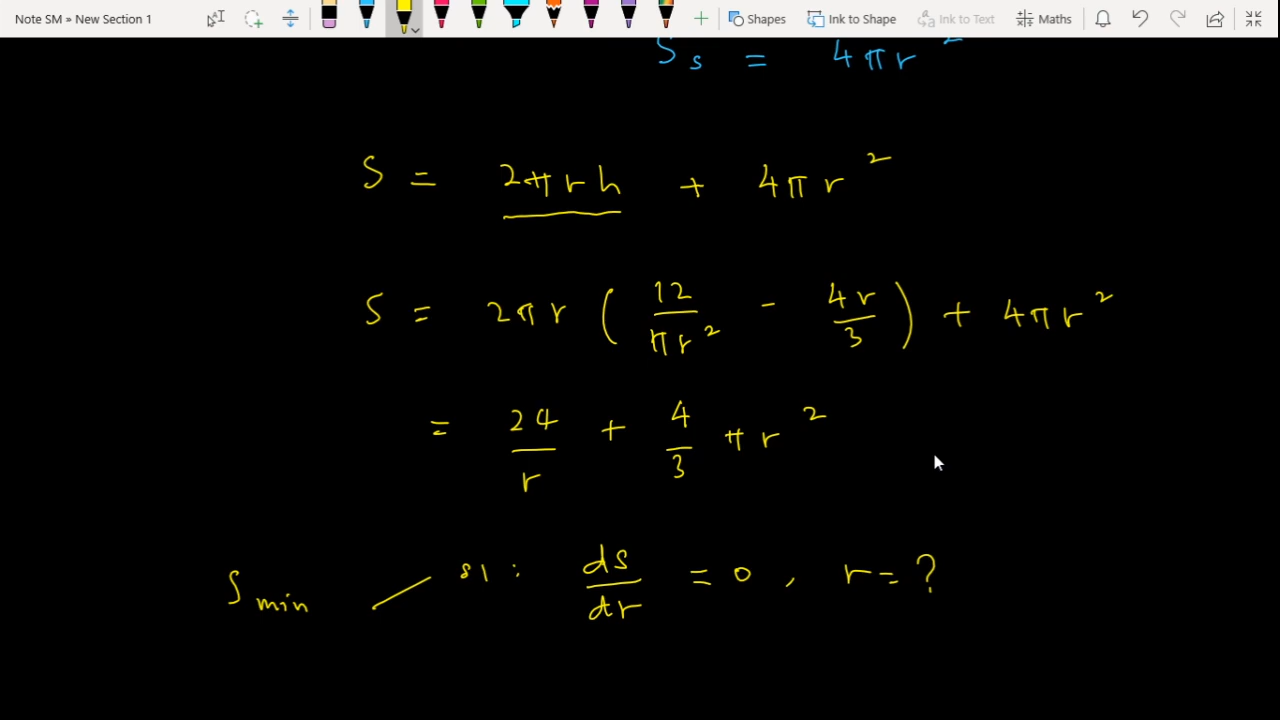 Note SM » New Section 1 Shapes Ink to Shape Ink to Text Maths
S_s = 4πr²
S = 2πrh + 4πr²
S = 2πr ( 12/πr² - 4r/3 ) + 4πr²
= 24/r + 4/3 πr²
S min S1 : ds/dr = 0 , r = ?